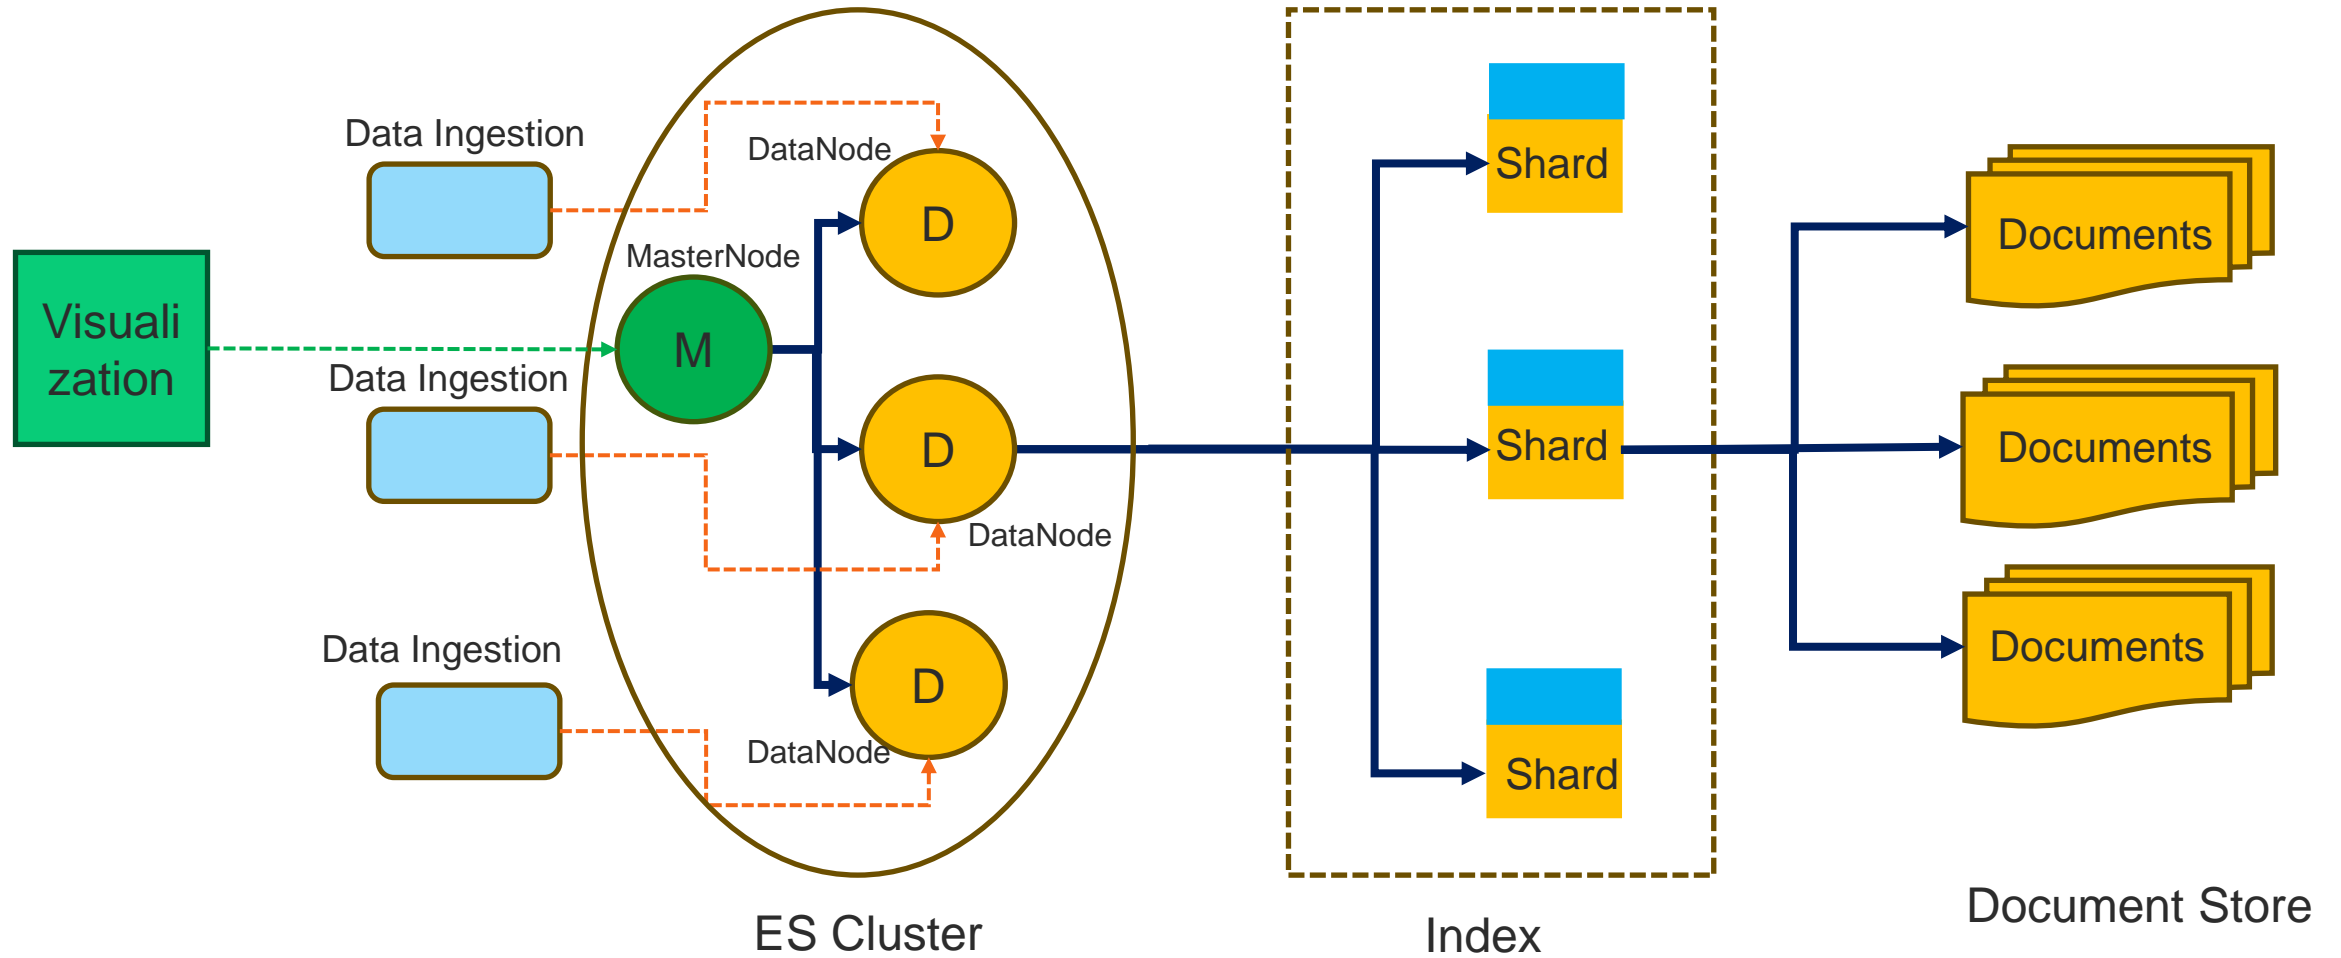 Visuali
zation
Data Ingestion
Data Ingestion
Data Ingestion
DataNode
D
MasterNode
M
D
DataNode
D
DataNode
ES Cluster
Shard
Shard
Shard
Index
Documents
Documents
Documents
Document Store